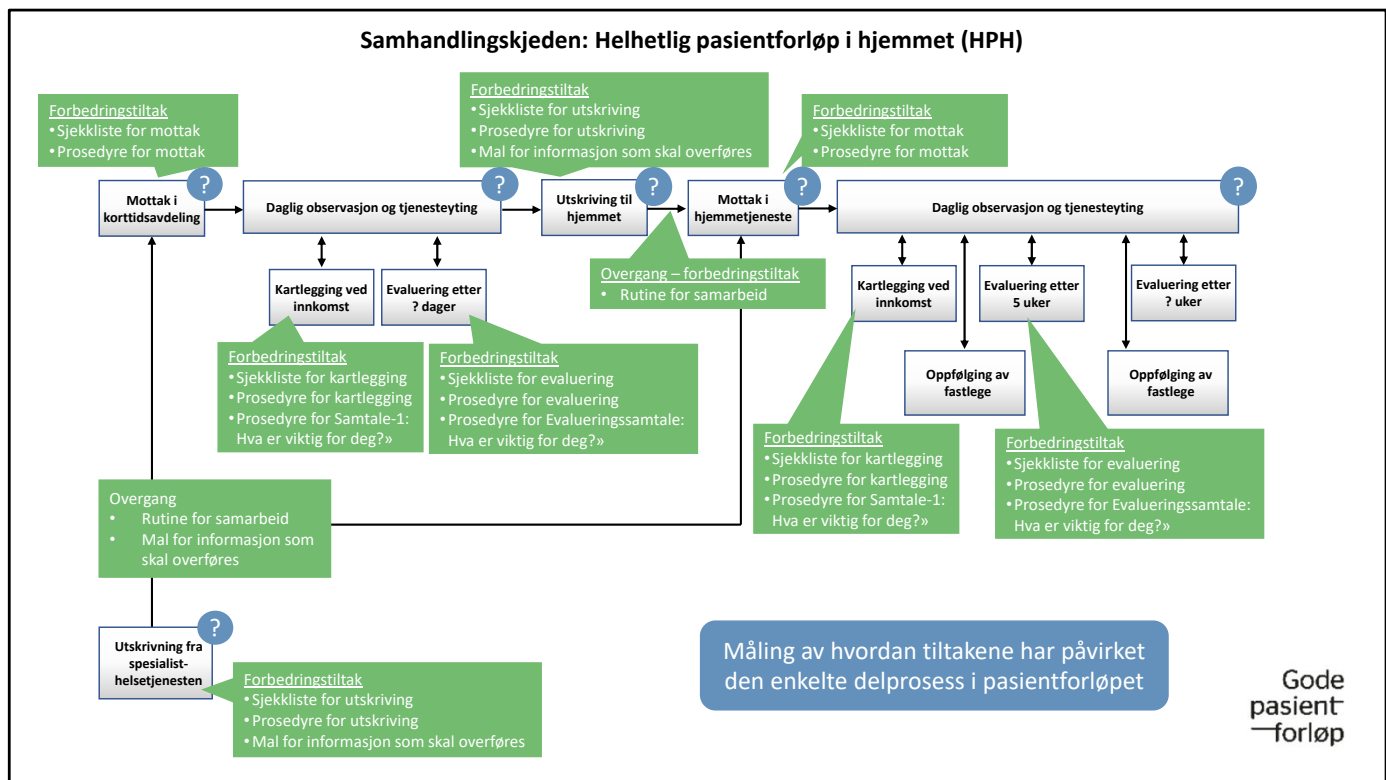 Samhandlingskjeden: Helhetlig pasientforløp i hjemmet (HPH)
Forbedringstiltak
• Sjekkliste for mottak
• Prosedyre for mottak
Forbedringstiltak
• Sjekkliste for utskriving
• Prosedyre for utskriving
• Mal for informasjon som skal overføres
Forbedringstiltak
• Sjekkliste for mottak
• Prosedyre for mottak
?
Mottak i
korttidsavdeling
?
Daglig observasjon og tjenesteyting
?
Utskriving til
hjemmet
?
Mottak i
hjemmetjeneste
?
Daglig observasjon og tjenesteyting
Overgang – forbedringstiltak
• Rutine for samarbeid
Kartlegging ved
innkomst
Evaluering etter
? dager
Kartlegging ved
innkomst
Evaluering etter
5 uker
Evaluering etter
? uker
Oppfølging av
fastlege
Oppfølging av
fastlege
Forbedringstiltak
• Sjekkliste for kartlegging
• Prosedyre for kartlegging
• Prosedyre for Samtale-1:
Hva er viktig for deg?»
Forbedringstiltak
• Sjekkliste for evaluering
• Prosedyre for evaluering
• Prosedyre for Evalueringssamtale:
Hva er viktig for deg?»
Forbedringstiltak
• Sjekkliste for kartlegging
• Prosedyre for kartlegging
• Prosedyre for Samtale-1:
Hva er viktig for deg?»
Forbedringstiltak
• Sjekkliste for evaluering
• Prosedyre for evaluering
• Prosedyre for Evalueringssamtale:
Hva er viktig for deg?»
Overgang
• Rutine for samarbeid
• Mal for informasjon som
skal overføres
?
Utskrivning fra
spesialist-
helsetjenesten
Forbedringstiltak
• Sjekkliste for utskriving
• Prosedyre for utskriving
• Mal for informasjon som skal overføres
Måling av hvordan tiltakene har påvirket
den enkelte delprosess i pasientforløpet
Gode
pasient
forløp